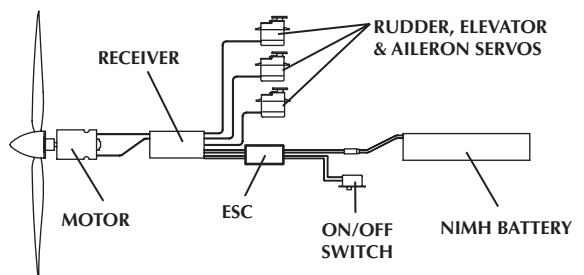 RUDDER, ELEVATOR
& AILERON SERVOS
RECEIVER
MOTOR
ESC
ON/OFF
SWITCH
NIMH BATTERY